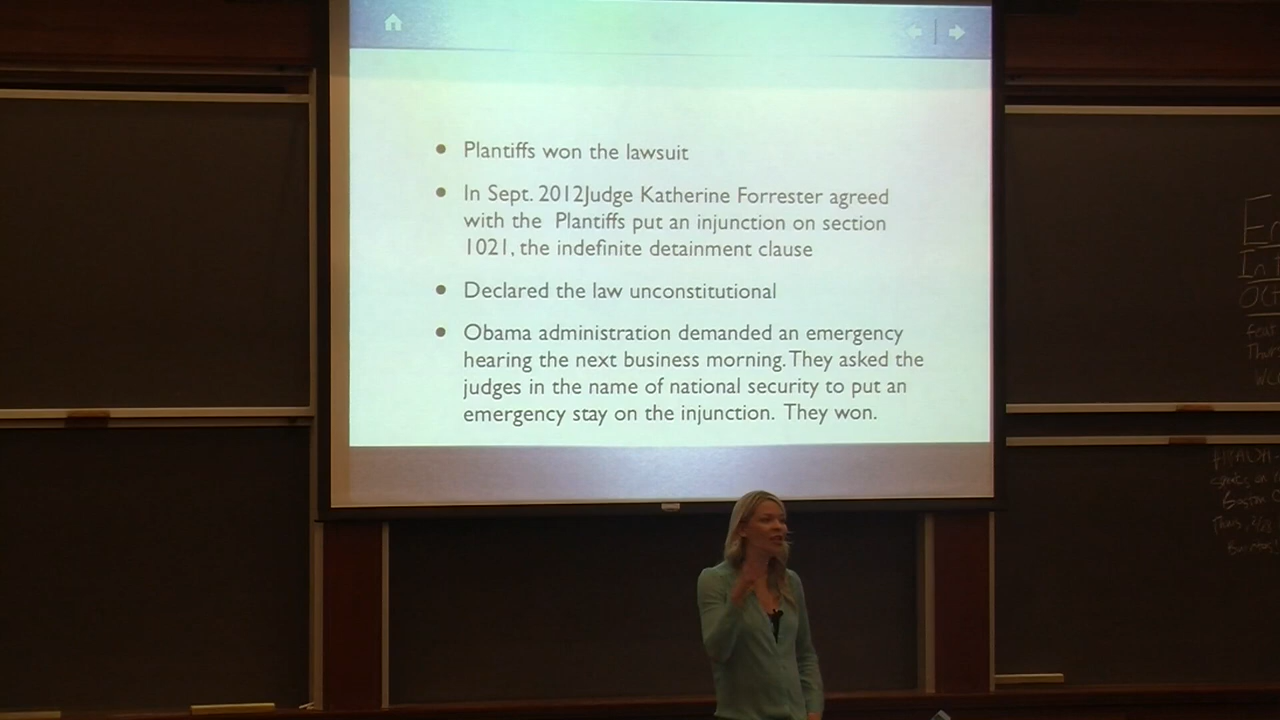 Plantiffs won the lawsuit
In Sept. 2012Judge Katherine Forrester agreed
with the Plantiffs put an injunction on section
1021, the indefinite detainment clause
Declared the law unconstitutional
Obama administration demanded an emergency
hearing the next business morning. They asked the
judges in the name of national security to put an
emergency stay on the injunction. They won.